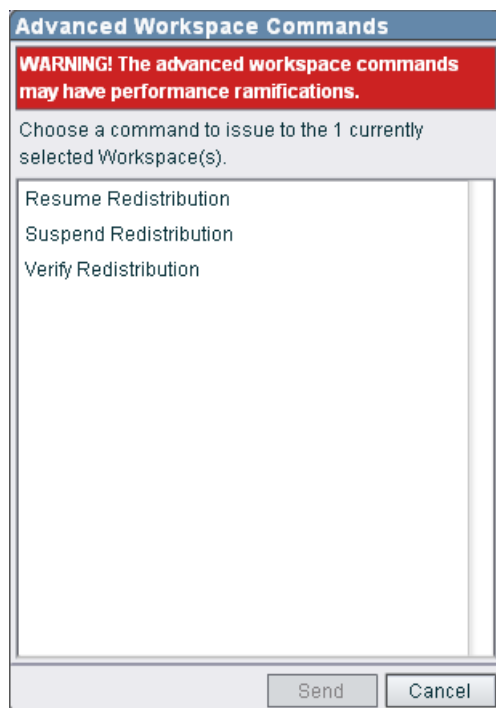 Advanced Workspace Commands
WARNING! The advanced workspace commands
may have performance ramifications.
Choose a command to issue to the 1 currently
selected Workspace(s).
Resume Redistribution
Suspend Redistribution
Verify Redistribution
Send
Cancel